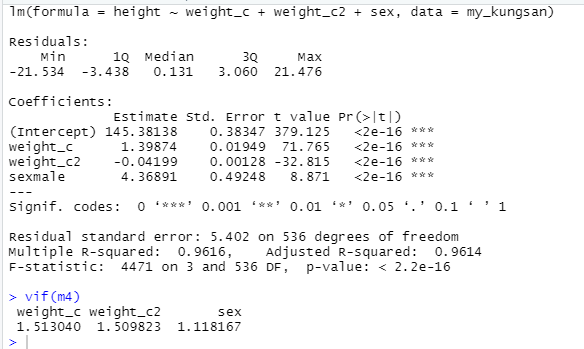 lm(formula = height ~ weight_c + weight_c2 + sex, data = my_kungsan)
Residuals:
Min 1Q Median 3Q Max
-21.534 -3.438 0.131 3.060 21.476
Coefficients:
Estimate Std. Error t value Pr(>|t|)
(Intercept) 145.38138 0.38347 379.125 <2e-16 ***
weight_c 1.39874 0.01949 71.765 <2e-16 ***
weight_c2 -0.04199 0.00128 -32.815 <2e-16 ***
sexmale 4.36891 0.49248 8.871 <2e-16 ***
---
Signif. codes: 0 ‘***’ 0.001 ‘**’ 0.01 ‘*’ 0.05 ‘.’ 0.1 ‘ ’ 1
Residual standard error: 5.402 on 536 degrees of freedom
Multiple R-squared: 0.9616, Adjusted R-squared: 0.9614
F-statistic: 4471 on 3 and 536 DF, p-value: < 2.2e-16
> vif(m4)
weight_c weight_c2 sex
1.513040 1.509823 1.118167
>